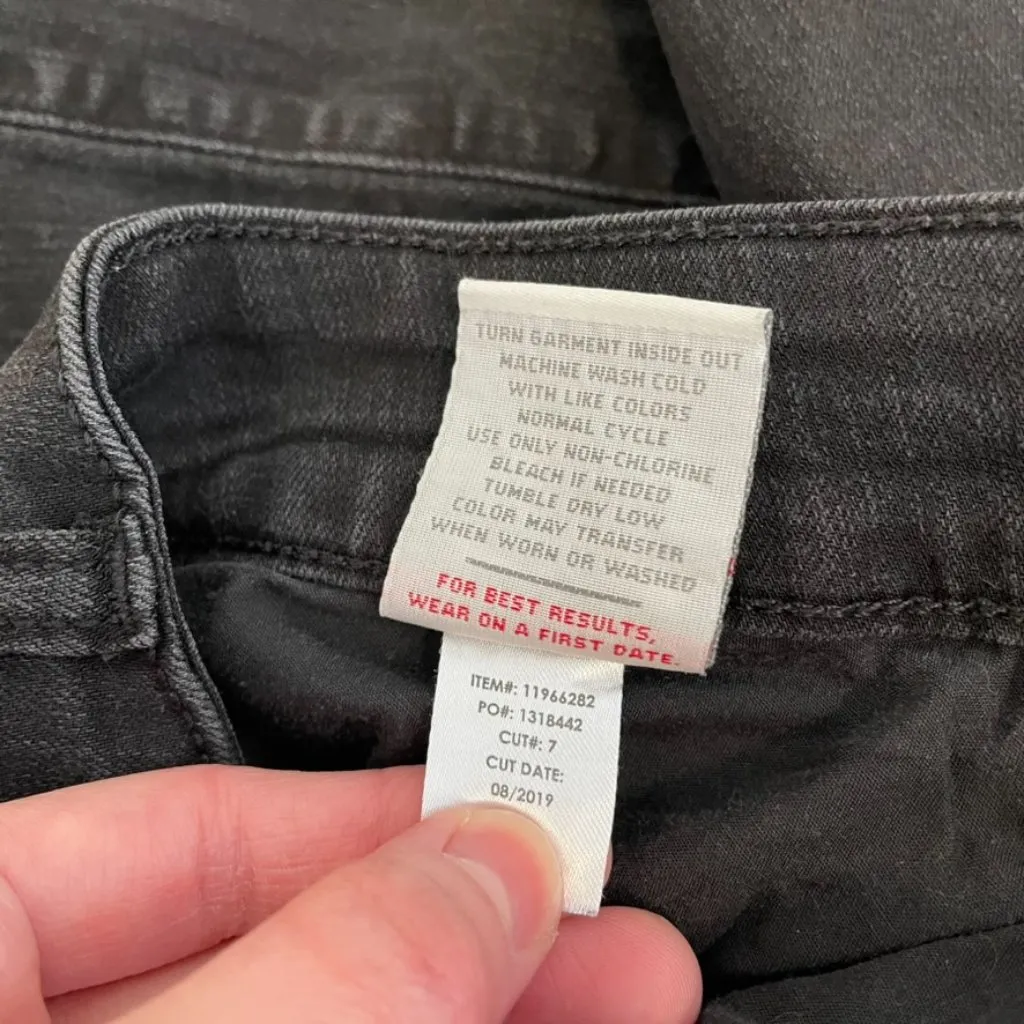 TURN GARMENT INSIDE OUT
MACHINE WASH COLD
WITH LIKE COLORS
NORMAL CYCLE
USE ONLY NON-CHLORINE
BLEACH IF NEEDED
TUMBLE DRY LOW
COLOR MAY TRANSFER
WHEN WORN OR WASHED
FOR BEST RESULTS,
WEAR ON A FIRST DATE.
ITEM#: 11966282
PO#: 1318442
CUT#: 7
CUT DATE:
08/2019